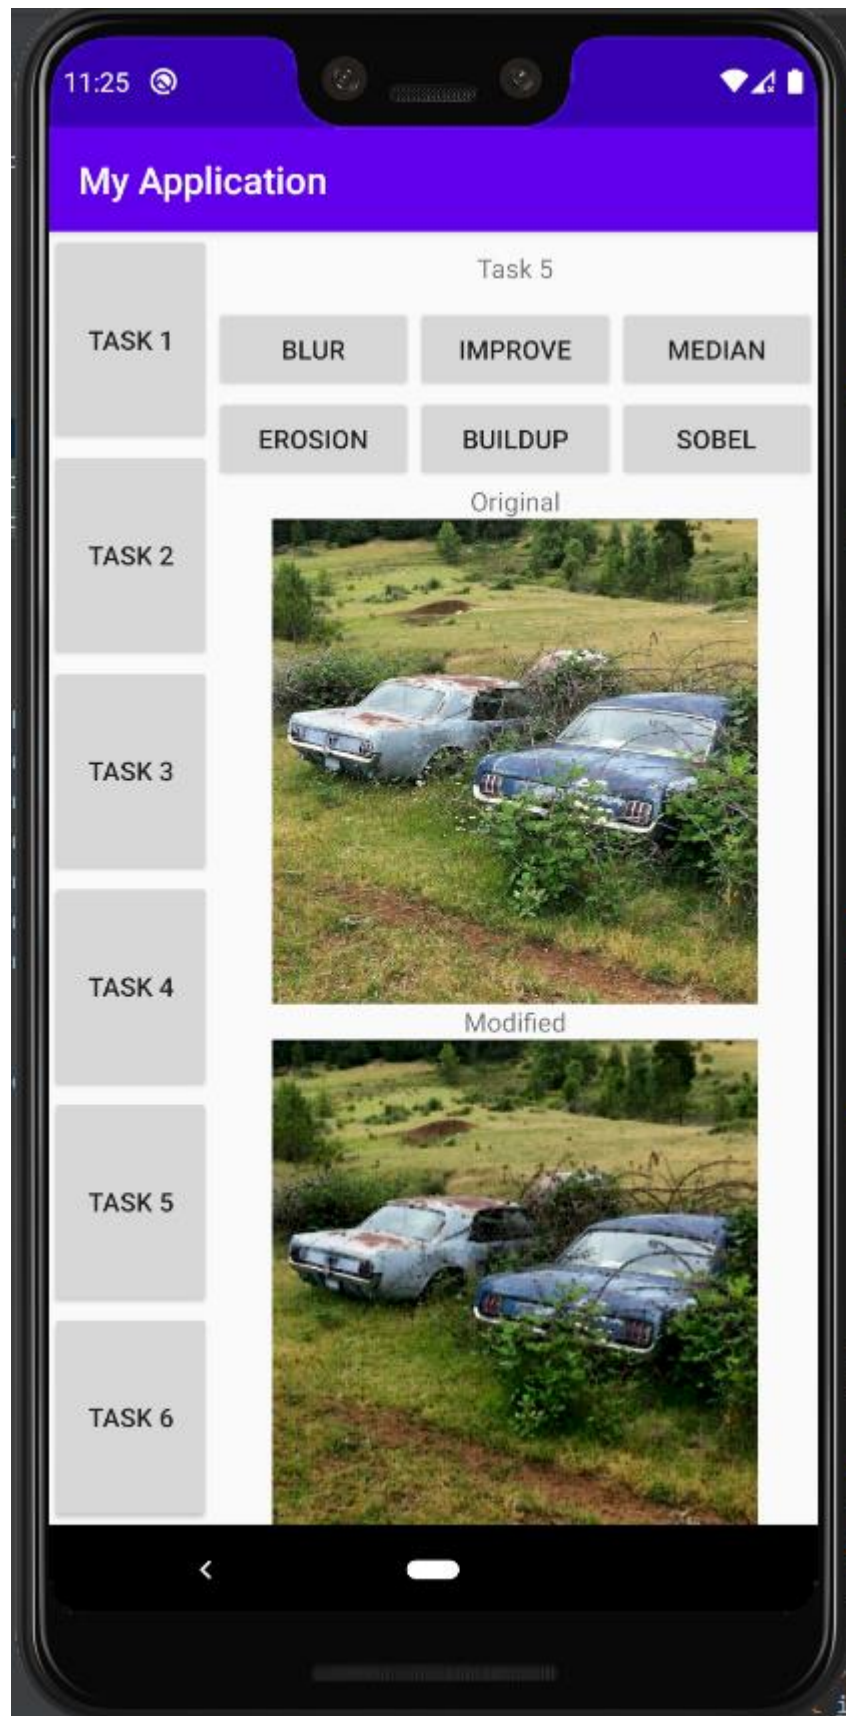 11:25
My Application
TASK 1
TASK 2
TASK 3
TASK 4
TASK 5
TASK 6
Task 5
BLUR IMPROVE MEDIAN
EROSION BUILDUP SOBEL
Original
Modified